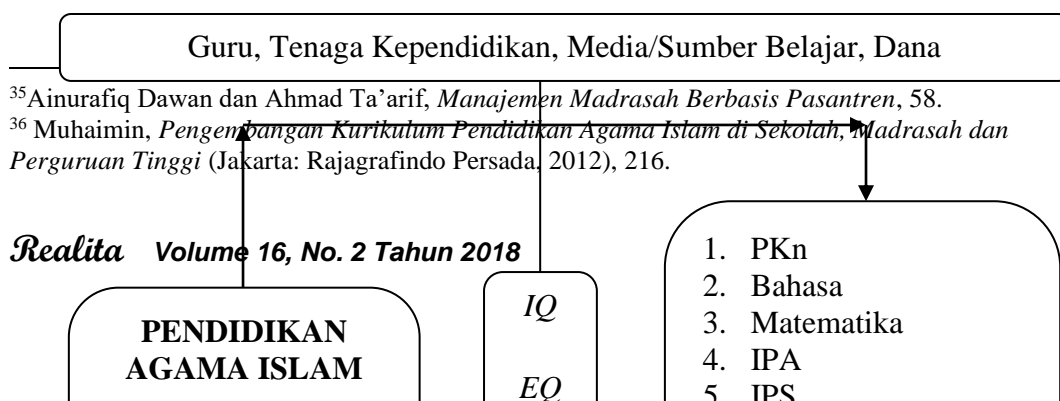 Guru, Tenaga Kependidikan, Media/Sumber Belajar, Dana
35Ainurafiq Dawan dan Ahmad Ta’arif, Manajemen Madrasah Berbasis Pasantren, 58.
36 Muhaimin, Pengembangan Kurikulum Pendidikan Agama Islam di Sekolah, Madrasah dan
Perguruan Tinggi (Jakarta: Rajagrafindo Persada, 2012), 216.
Realita Volume 16, No. 2 Tahun 2018
PENDIDIKAN
AGAMA ISLAM
IQ
EQ
1. PKn
2. Bahasa
3. Matematika
4. IPA
5. IPS